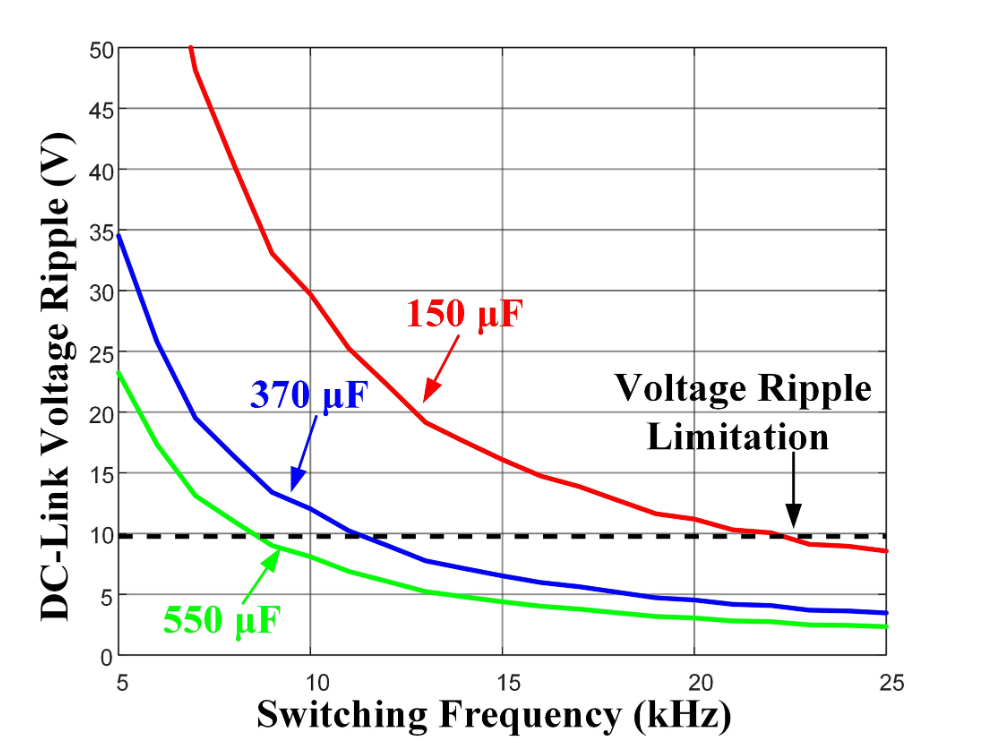 50
45
40
35
30
25
20
15
10
5
0
DC-Link Voltage Ripple (V)
150 μF
370 μF
550 μF
Voltage Ripple
Limitation
5
10
15
20
25
Switching Frequency (kHz)